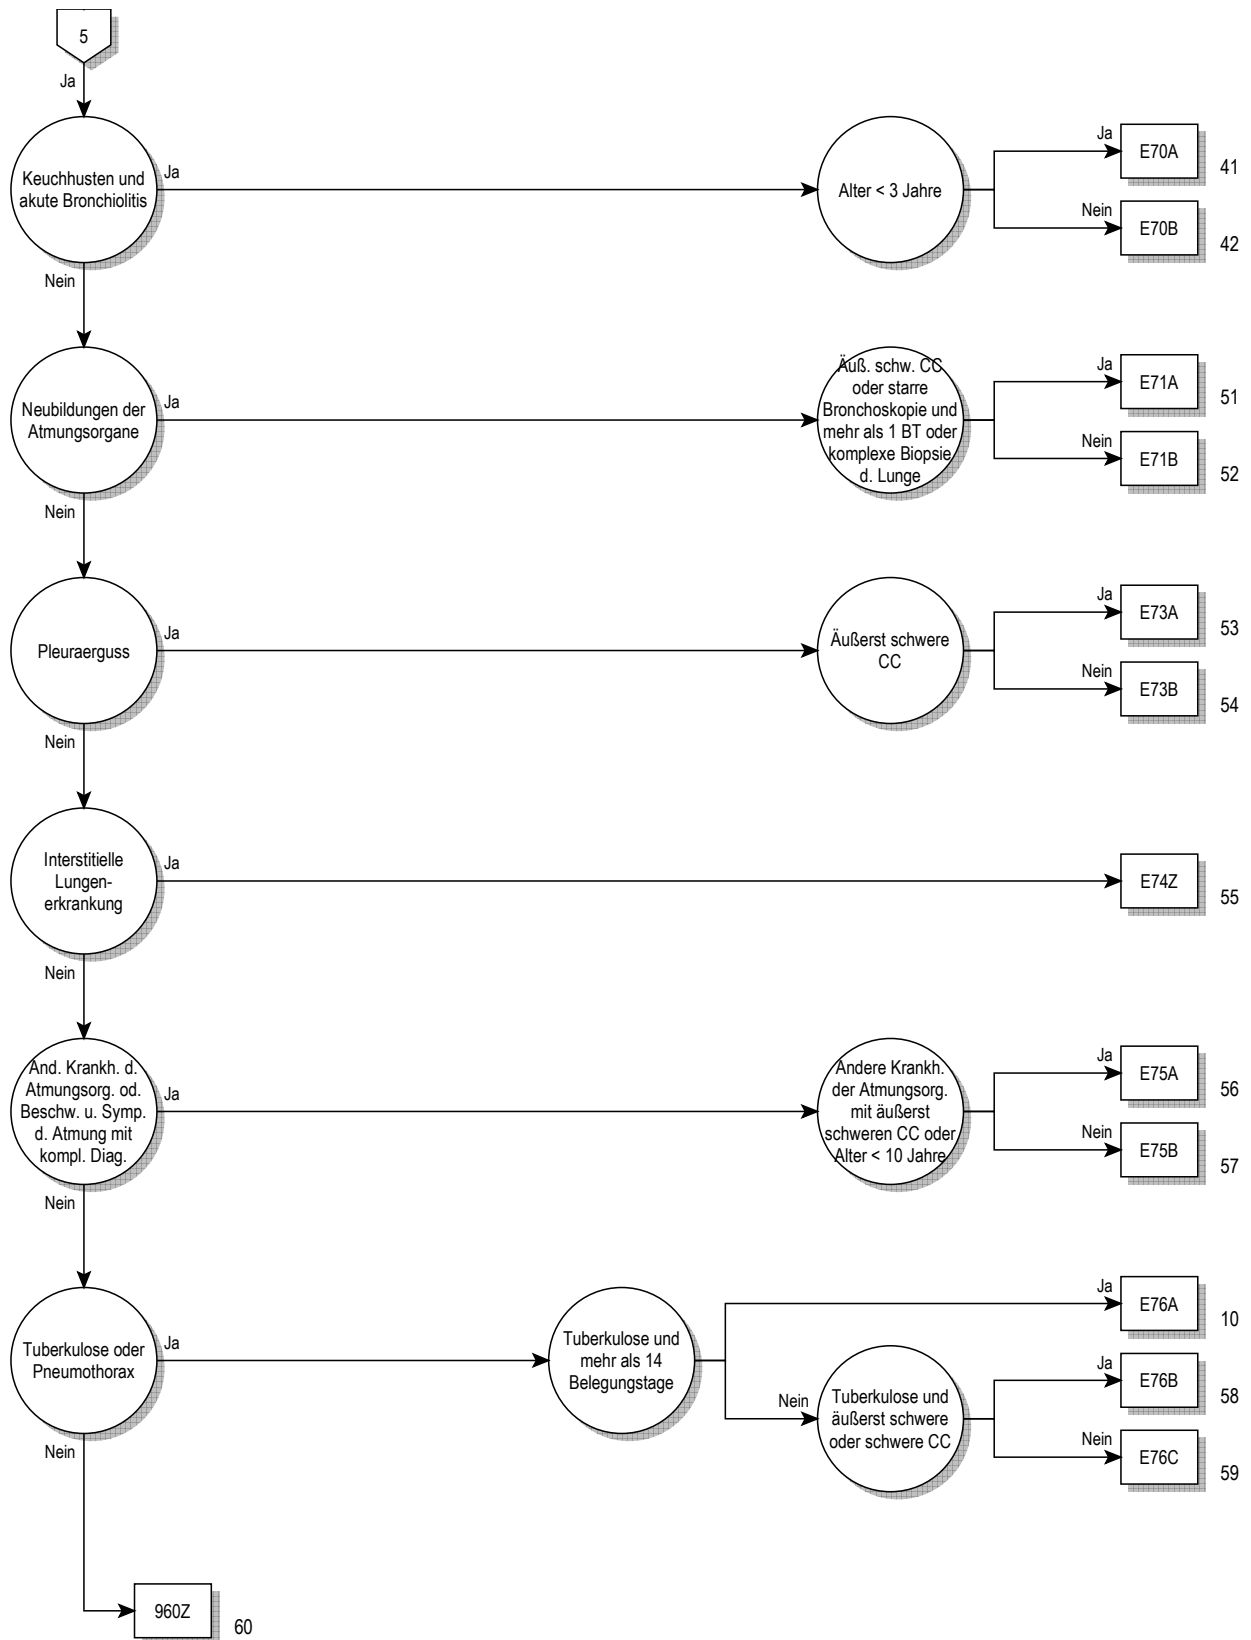 5
Ja
Keuchhusten und
akute Bronchiolitis
Ja
Alter < 3 Jahre
Ja
E70A
41
Nein
E70B
42
Nein
Neubildungen der
Atmungsorgane
Ja
Äuß. schw. CC
oder starre
Bronchoskopie und
mehr als 1 BT oder
komplexe Biopsie
d. Lunge
Ja
E71A
51
Nein
E71B
52
Nein
Pleuraerguss
Ja
Äußerst schwere
CC
Ja
E73A
53
Nein
E73B
54
Nein
Interstitielle
Lungen-
erkrankung
Ja
E74Z
55
Nein
And. Krankh. d.
Atmungsorg. od.
Beschw. u. Symp.
d. Atmung mit
kompl. Diag.
Ja
Andere Krankh.
der Atmungsorg.
mit äußerst
schweren CC oder
Alter < 10 Jahre
Ja
E75A
56
Nein
E75B
57
Nein
Tuberkulose oder
Pneumothorax
Ja
Tuberkulose und
mehr als 14
Belegungstage
Ja
E76A
10
Nein
Tuberkulose und
äußerst schwere
oder schwere CC
Ja
E76B
58
Nein
E76C
59
Nein
960Z
60